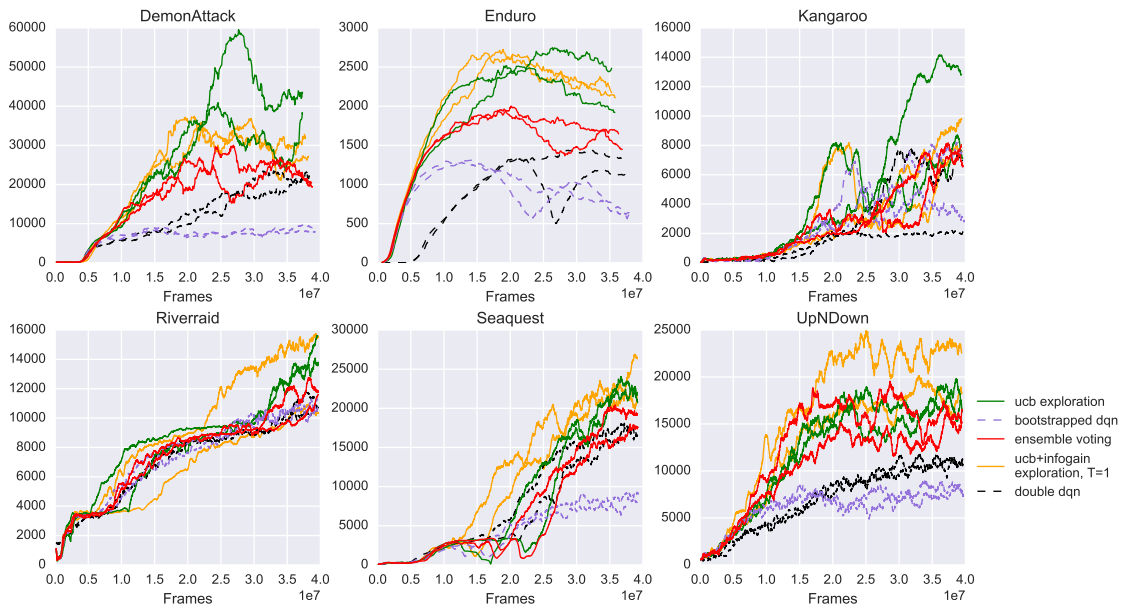 DemonAttack
60000
50000
40000
30000
20000
10000
0
0.0 0.5 1.0 1.5 2.0 2.5 3.0 3.5 4.0
Frames 1e7
Enduro
3000
2500
2000
1500
1000
500
0
0.0 0.5 1.0 1.5 2.0 2.5 3.0 3.5 4.0
Frames 1e7
Kangaroo
16000
14000
12000
10000
8000
6000
4000
2000
0
0.0 0.5 1.0 1.5 2.0 2.5 3.0 3.5 4.0
Frames 1e7
Riverraid
16000
14000
12000
10000
8000
6000
4000
2000
0
0.0 0.5 1.0 1.5 2.0 2.5 3.0 3.5 4.0
Frames 1e7
Seaquest
30000
25000
20000
15000
10000
5000
0
0.0 0.5 1.0 1.5 2.0 2.5 3.0 3.5 4.0
Frames 1e7
UpNDown
25000
20000
15000
10000
5000
0
0.0 0.5 1.0 1.5 2.0 2.5 3.0 3.5 4.0
Frames 1e7
ucb exploration
bootstrapped dqn
ensemble voting
ucb+infogain
exploration, T=1
double dqn